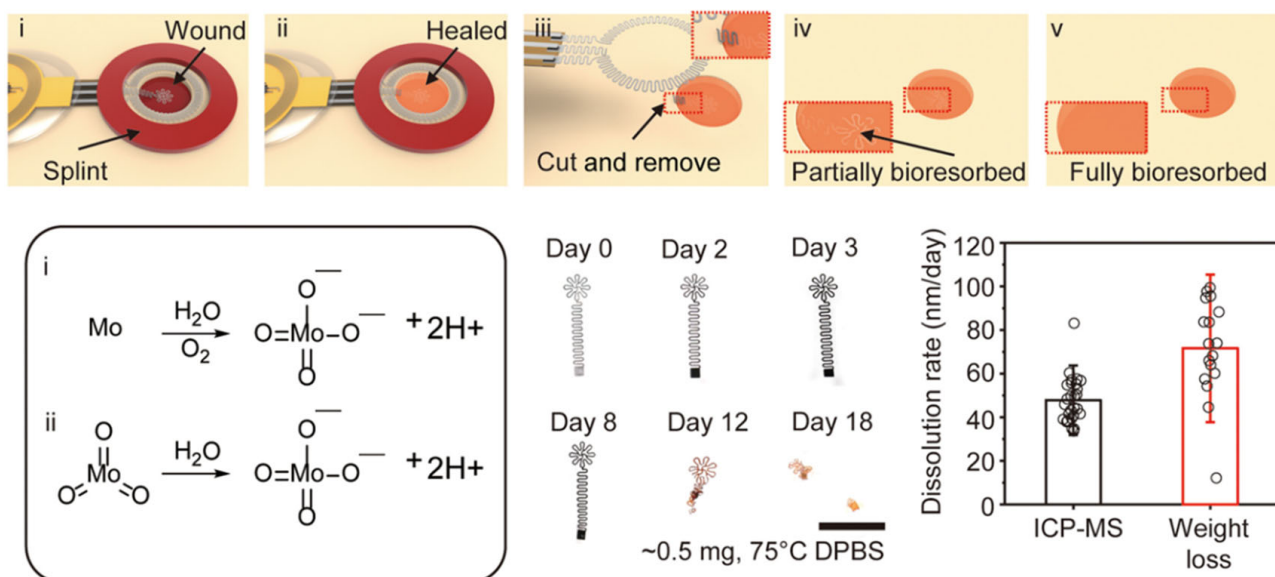 i
Wound
Splint
ii
Healed
iii
Cut and remove
iv
Partially bioresorbed
v
Fully bioresorbed
i
Mo
H2O
O2
O
O=Mo-O
O
+2H+
ii
O
Mo
O O
H2O
O
O=Mo-O
O
+2H+
Day 0
Day 2
Day 3
Day 8
Day 12
Day 18
~0.5 mg, 75°C DPBS
Dissolution rate (nm/day)
120
100
80
60
40
20
0
ICP-MS
Weight
loss